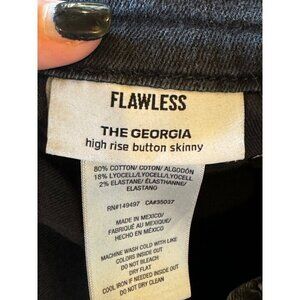 FLAWLESS
THE GEORGIA
high rise button skinny
80% COTTON/ COTON/ ALGODÓN
18% LYOCELL/LYOCELL/LYOCELL
2% ELASTANE/ ELASTANE/
ELASTANO
RN#149497 CA#35037
MADE IN MEXICO/
FABRIQUÉ AU MEXIQUE/
HECHO EN MÉXICO
MACHINE WASH COLD WITH LIKE
COLORS INSIDE OUT
DO NOT BLEACH
DRY FLAT
COOL IRON IF NEEDED INSIDE OUT
DO NOT DRY CLEAN